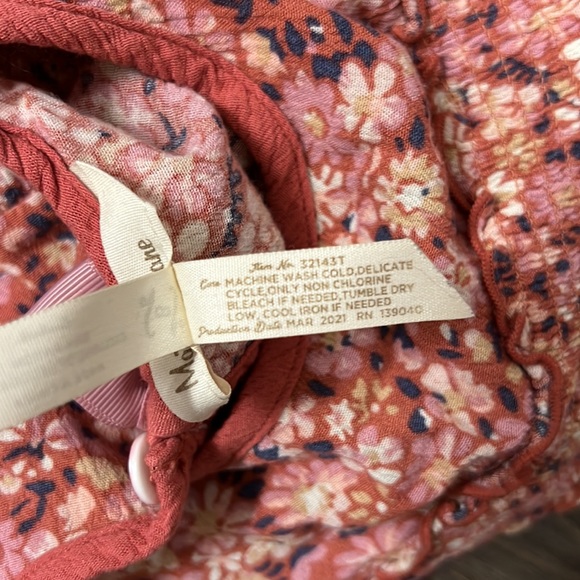 Item No. 32143T
Care MACHINE WASH COLD,DELICATE
CYCLE,ONLY NON CHLORINE
BLEACH IF NEEDED,TUMBLE DRY
LOW, COOL IRON IF NEEDED
Production Date MAR 2021 RN 139040